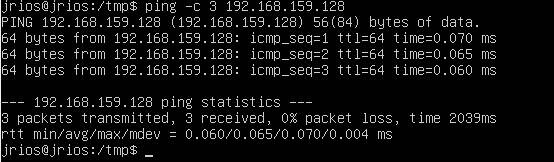 jrios@jrios:/tmp$ ping -c 3 192.168.159.128
PING 192.168.159.128 (192.168.159.128) 56(84) bytes of data.
64 bytes from 192.168.159.128: icmp_seq=1 ttl=64 time=0.070 ms
64 bytes from 192.168.159.128: icmp_seq=2 ttl=64 time=0.065 ms
64 bytes from 192.168.159.128: icmp_seq=3 ttl=64 time=0.060 ms
--- 192.168.159.128 ping statistics ---
3 packets transmitted, 3 received, 0% packet loss, time 2039ms
rtt min/avg/max/mdev = 0.060/0.065/0.070/0.004 ms
jrios@jrios:/tmp$ _